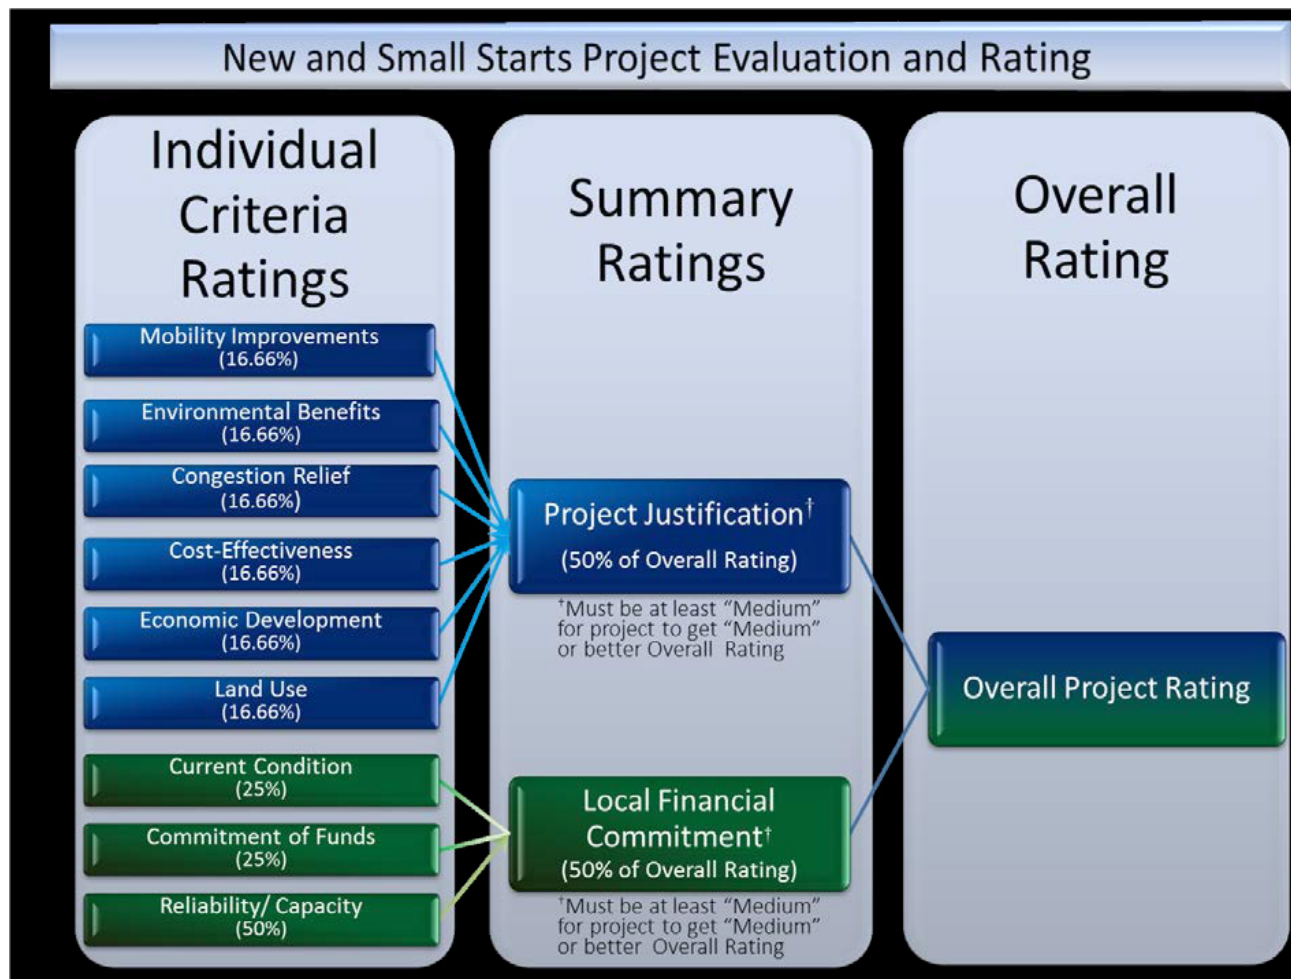 New and Small Starts Project Evaluation and Rating
Individual
Criteria
Ratings
Mobility Improvements
(16.66%)
Environmental Benefits
(16.66%)
Congestion Relief
(16.66%)
Cost-Effectiveness
(16.66%)
Economic Development
(16.66%)
Land Use
(16.66%)
Current Condition
(25%)
Commitment of Funds
(25%)
Reliability/ Capacity
(50%)
Summary
Ratings
Project Justification†
(50% of Overall Rating)
†Must be at least “Medium”
for project to get “Medium”
or better Overall Rating
Local Financial
Commitment†
(50% of Overall Rating)
†Must be at least “Medium”
for project to get “Medium”
or better Overall Rating
Overall
Rating
Overall Project Rating